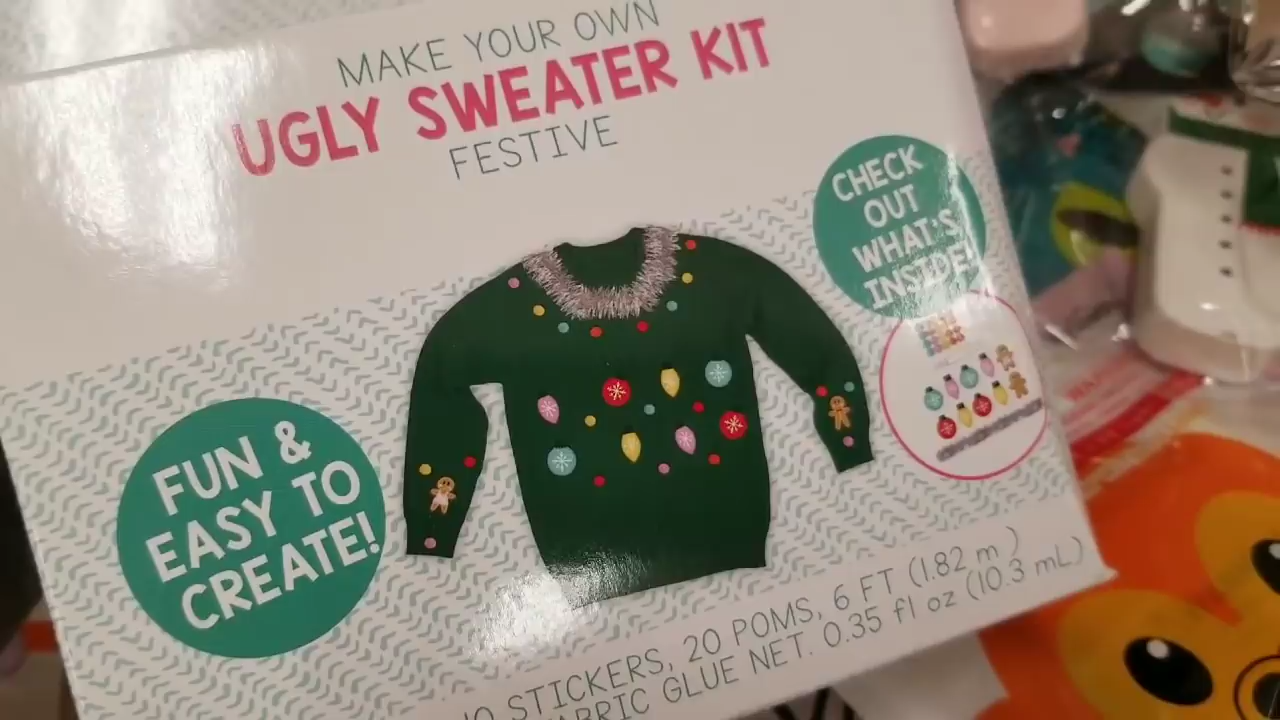 MAKE YOUR OWN
UGLY SWEATER KIT
FESTIVE
CHECK
OUT
WHAT'S
INSIDE!
FUN &
EASY TO
CREATE!
10 STICKERS, 20 POMS, 6 FT (1.82 m)
FABRIC GLUE NET. 0.35 fl oz (10.3 mL)